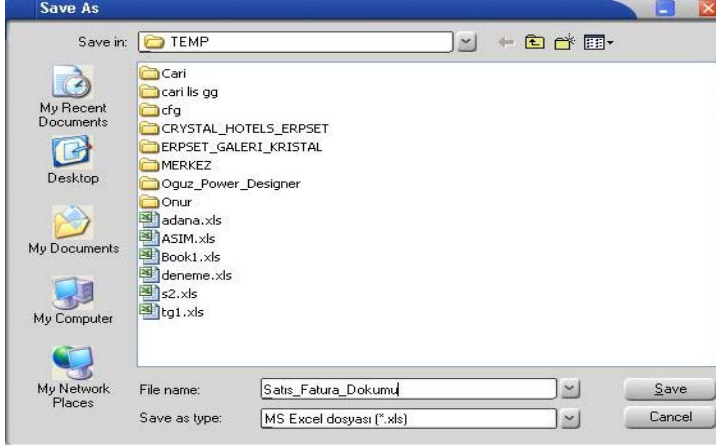 Save As
Save in:
TEMP
My Recent
Documents
Desktop
My Documents
My Computer
My Network
Places
Cari
cari lis gg
cfg
CRYSTAL_HOTELS_ERPSET
ERPSET_GALERI_KRISTAL
MERKEZ
Oguz_Power_Designer
Onur
adana.xls
ASIM.xls
Book1.xls
deneme.xls
s2.xls
tg1.xls
File name:
Satıs_Fatura_Dokumu
Save
Save as type:
MS Excel dosyası (*.xls)
Cancel